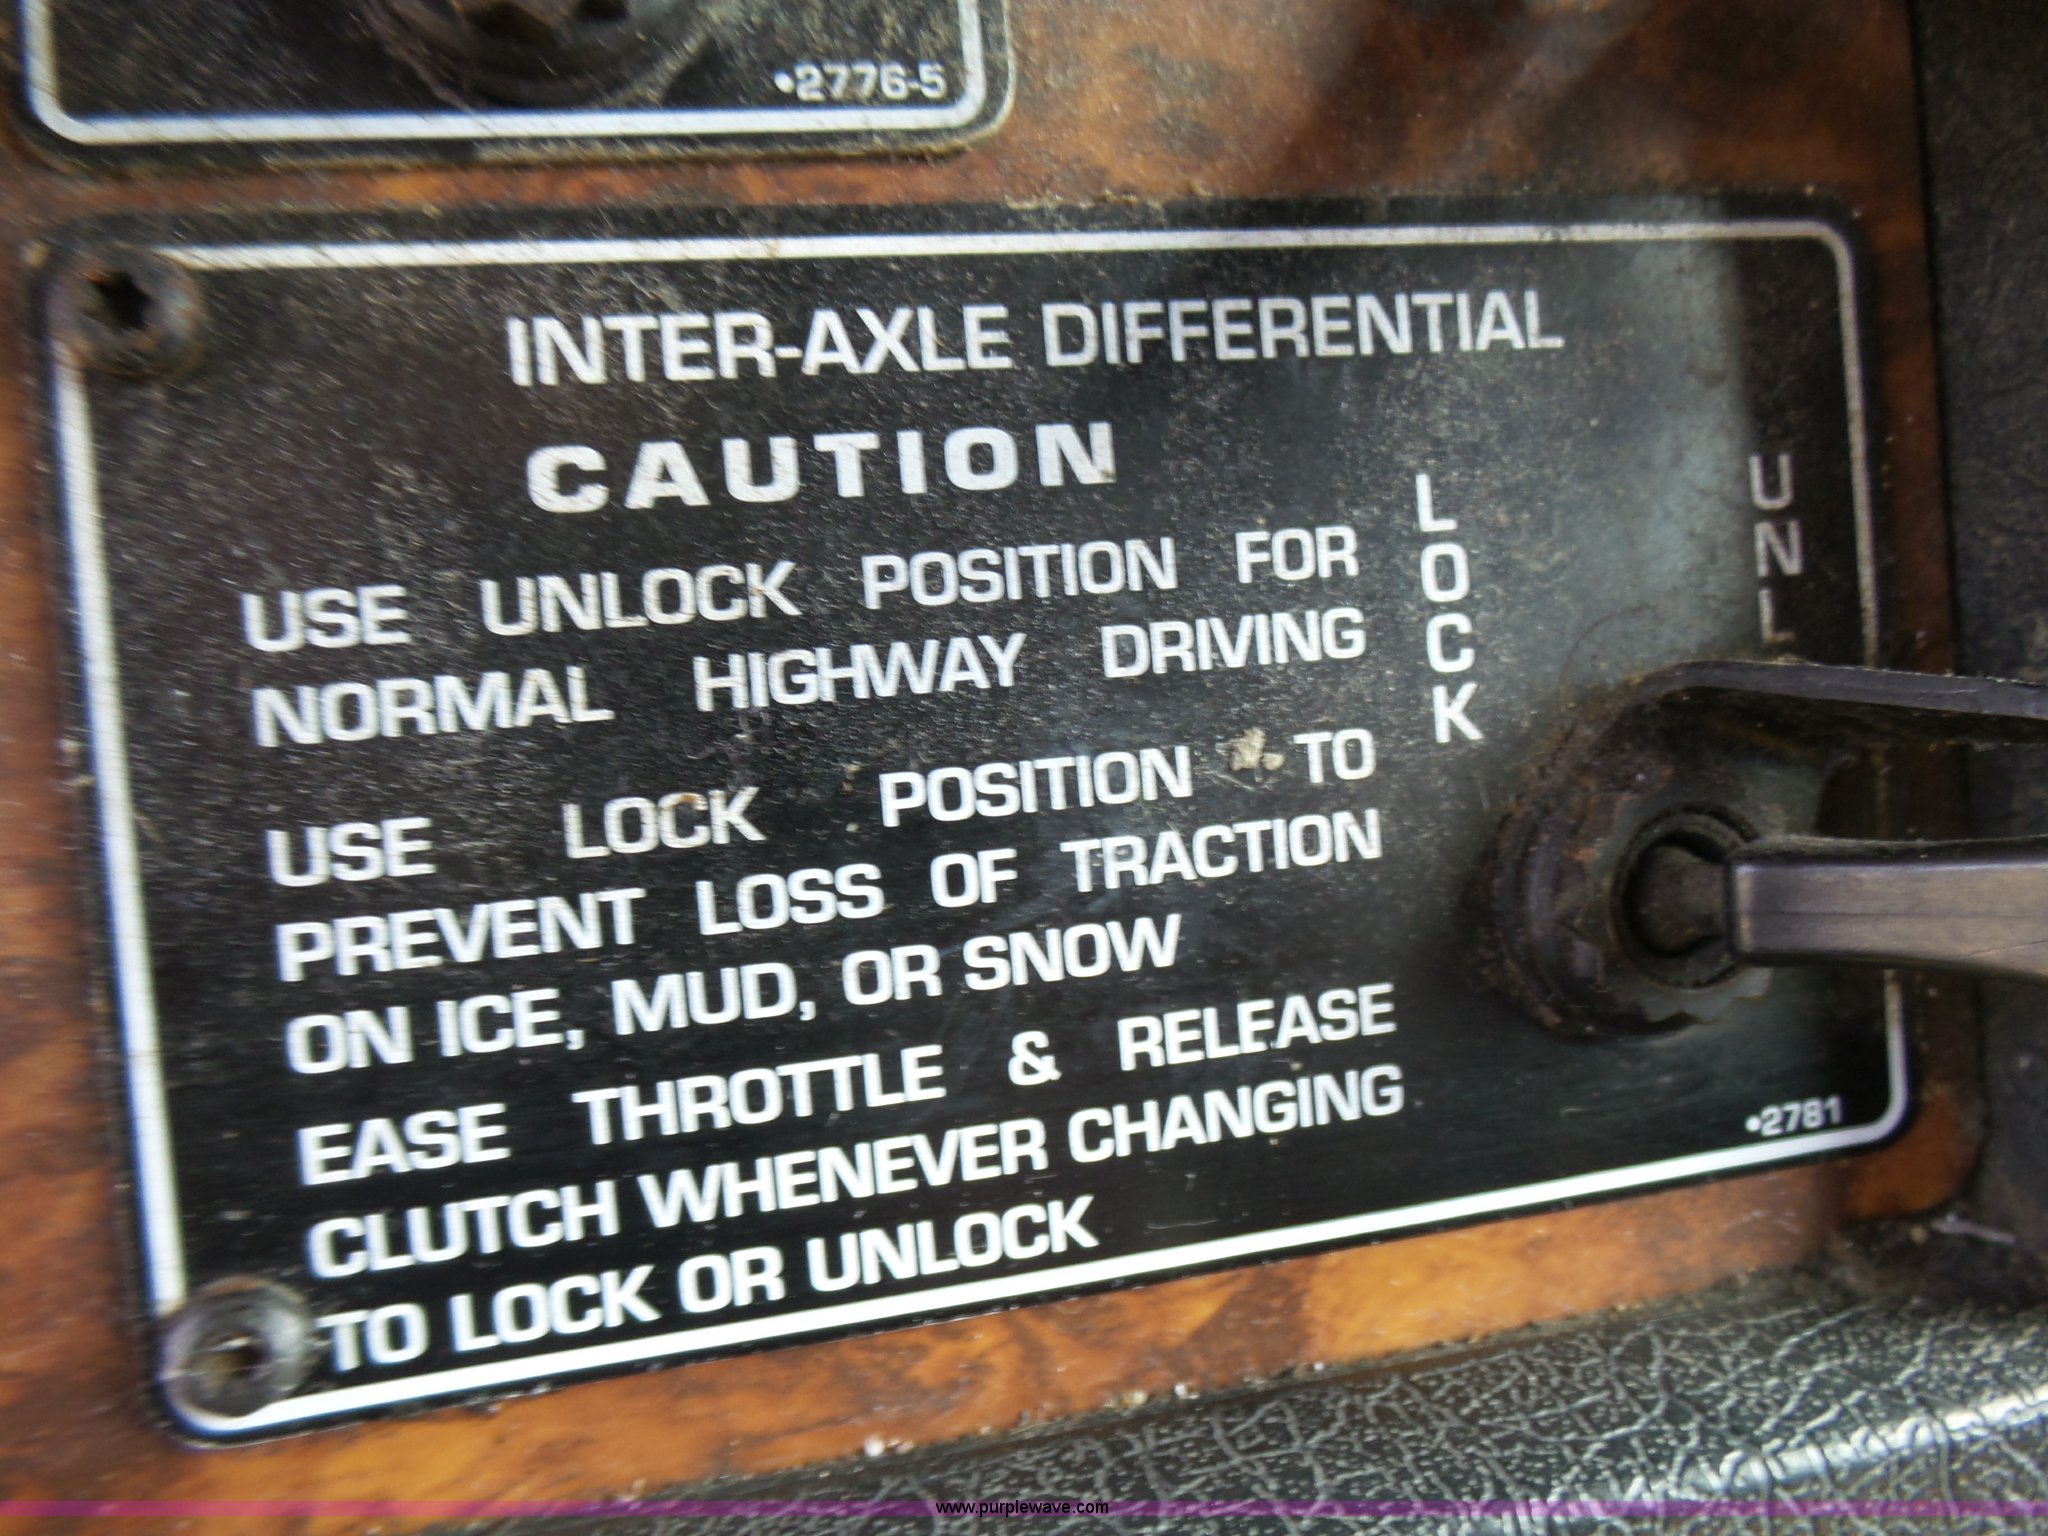 •2776-5
INTER-AXLE DIFFERENTIAL
CAUTION
USE UNLOCK POSITION FOR
NORMAL HIGHWAY DRIVING
USE LOCK POSITION TO
PREVENT LOSS OF TRACTION
ON ICE, MUD, OR SNOW
EASE THROTTLE & RELEASE
CLUTCH WHENEVER CHANGING
TO LOCK OR UNLOCK
LOCK
UNL
•2781
www.purplewave.com